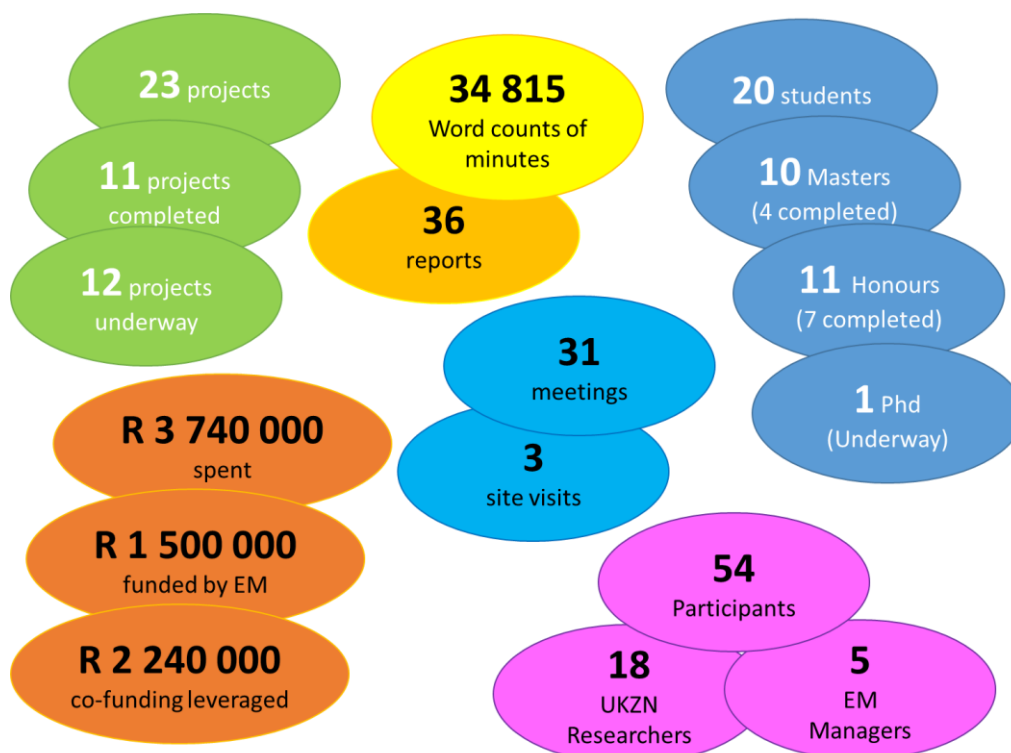 23 projects
11 projects
completed
12 projects
underway
34 815
Word counts of
minutes
36
reports
20 students
10 Masters
(4 completed)
11 Honours
(7 completed)
1 Phd
(Underway)
31
meetings
3
site visits
R 3 740 000
spent
R 1 500 000
funded by EM
R 2 240 000
co-funding leveraged
54
Participants
18
UKZN
Researchers
5
EM
Managers